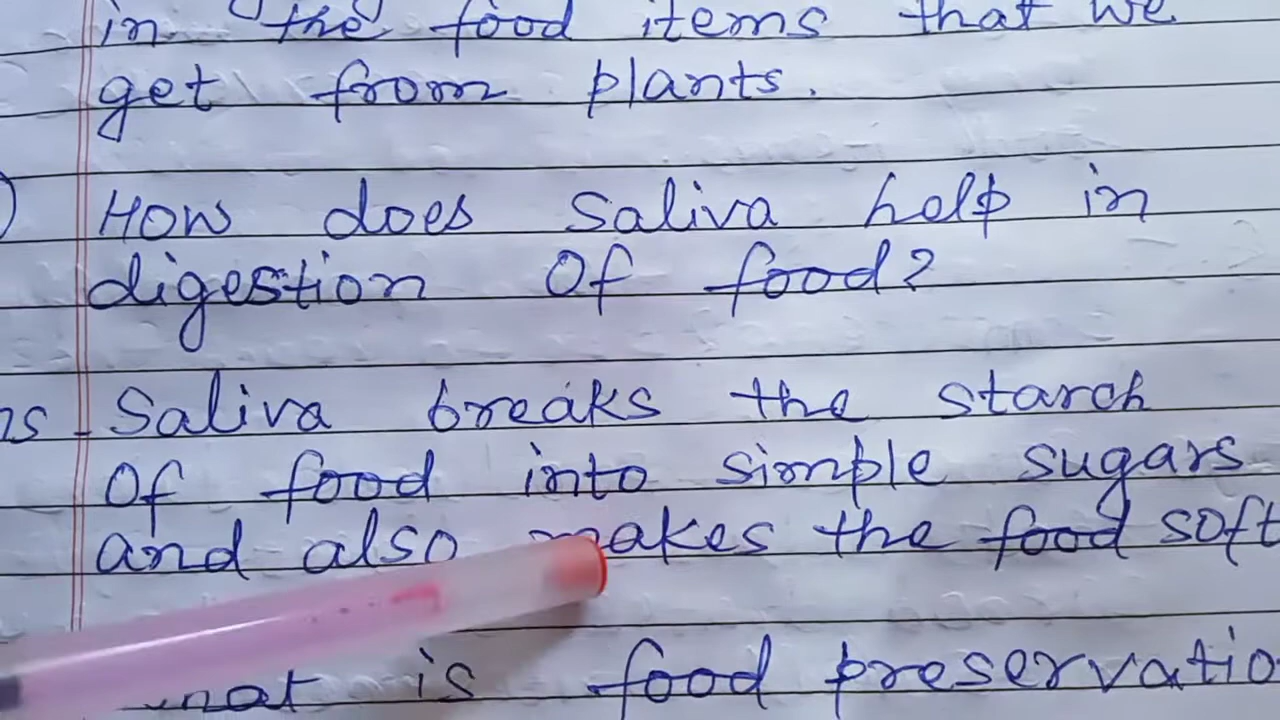 in the food items that we
get from plants.
How does Saliva help in
digestion Of food?
ns Saliva breaks the starch
Of food into simple sugars
and also makes the food soft
is food preservatio